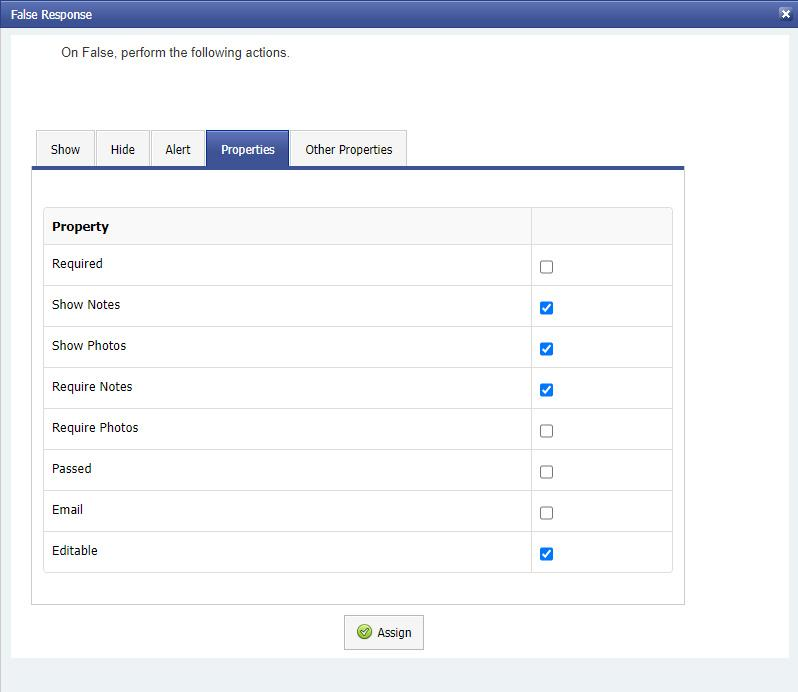 False Response
On False, perform the following actions.
Show Hide Alert Properties Other Properties
Property
Required
Show Notes
Show Photos
Require Notes
Require Photos
Passed
Email
Editable
Assign